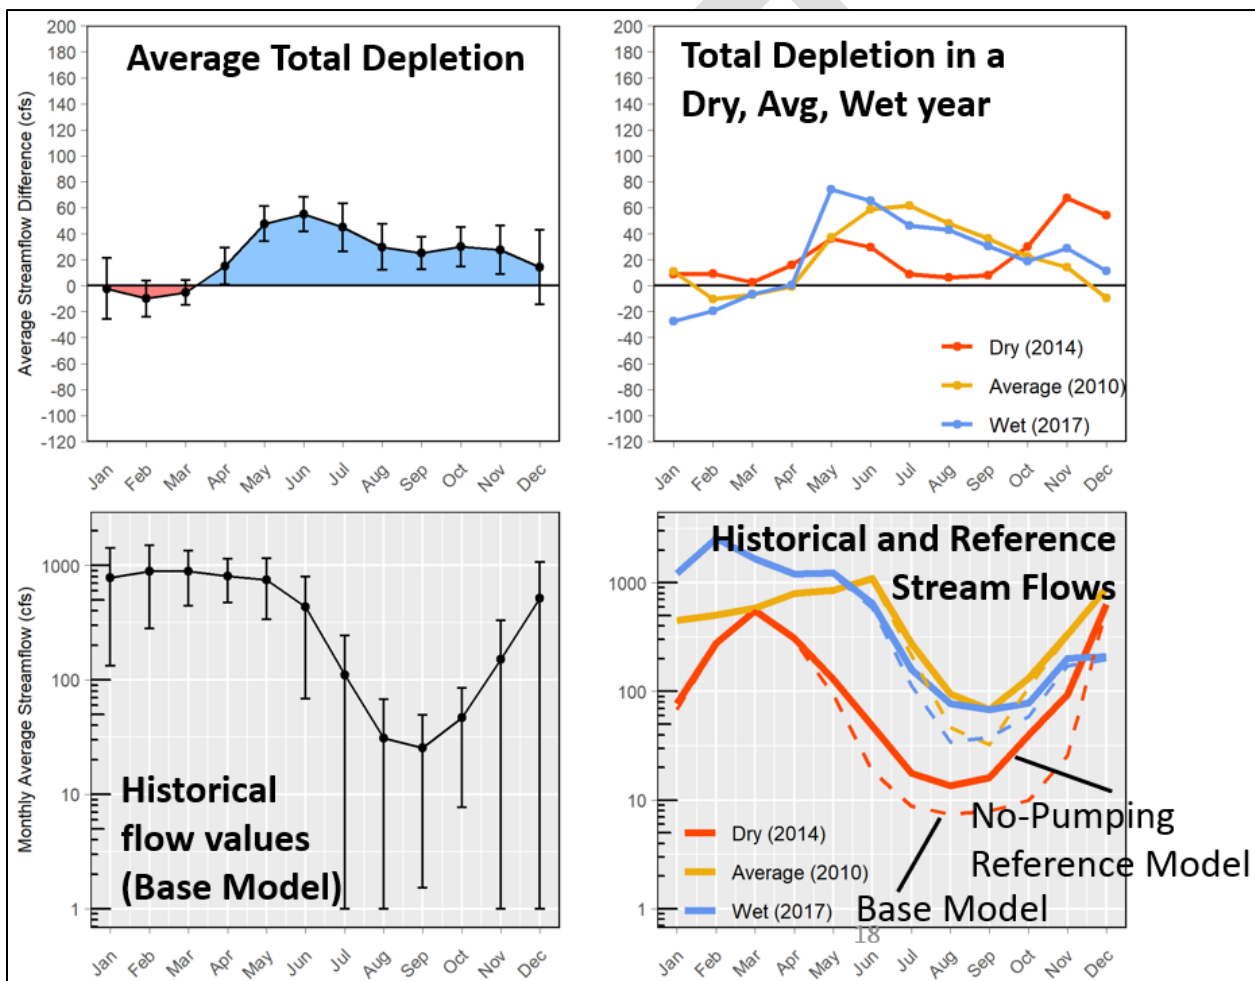 Average Total Depletion
Average Streamflow Difference (cfs)
200
180
160
140
120
100
80
60
40
20
0
-20
-40
-60
-80
-100
-120
Jan Feb Mar Apr May Jun Jul Aug Sep Oct Nov Dec
Total Depletion in a
Dry, Avg, Wet year
200
180
160
140
120
100
80
60
40
20
0
-20
-40
-60
-80
-100
-120
Dry (2014)
Average (2010)
Wet (2017)
Jan Feb Mar Apr May Jun Jul Aug Sep Oct Nov Dec
Monthly Average Streamflow (cfs)
1000
100
10
1
Historical
flow values
(Base Model)
Jan Feb Mar Apr May Jun Jul Aug Sep Oct Nov Dec
Historical and Reference
Stream Flows
1000
100
10
1
No-Pumping
Reference Model
Base Model
Dry (2014)
Average (2010)
Wet (2017)
18
Jan Feb Mar Apr May Jun Jul Aug Sep Oct Nov Dec